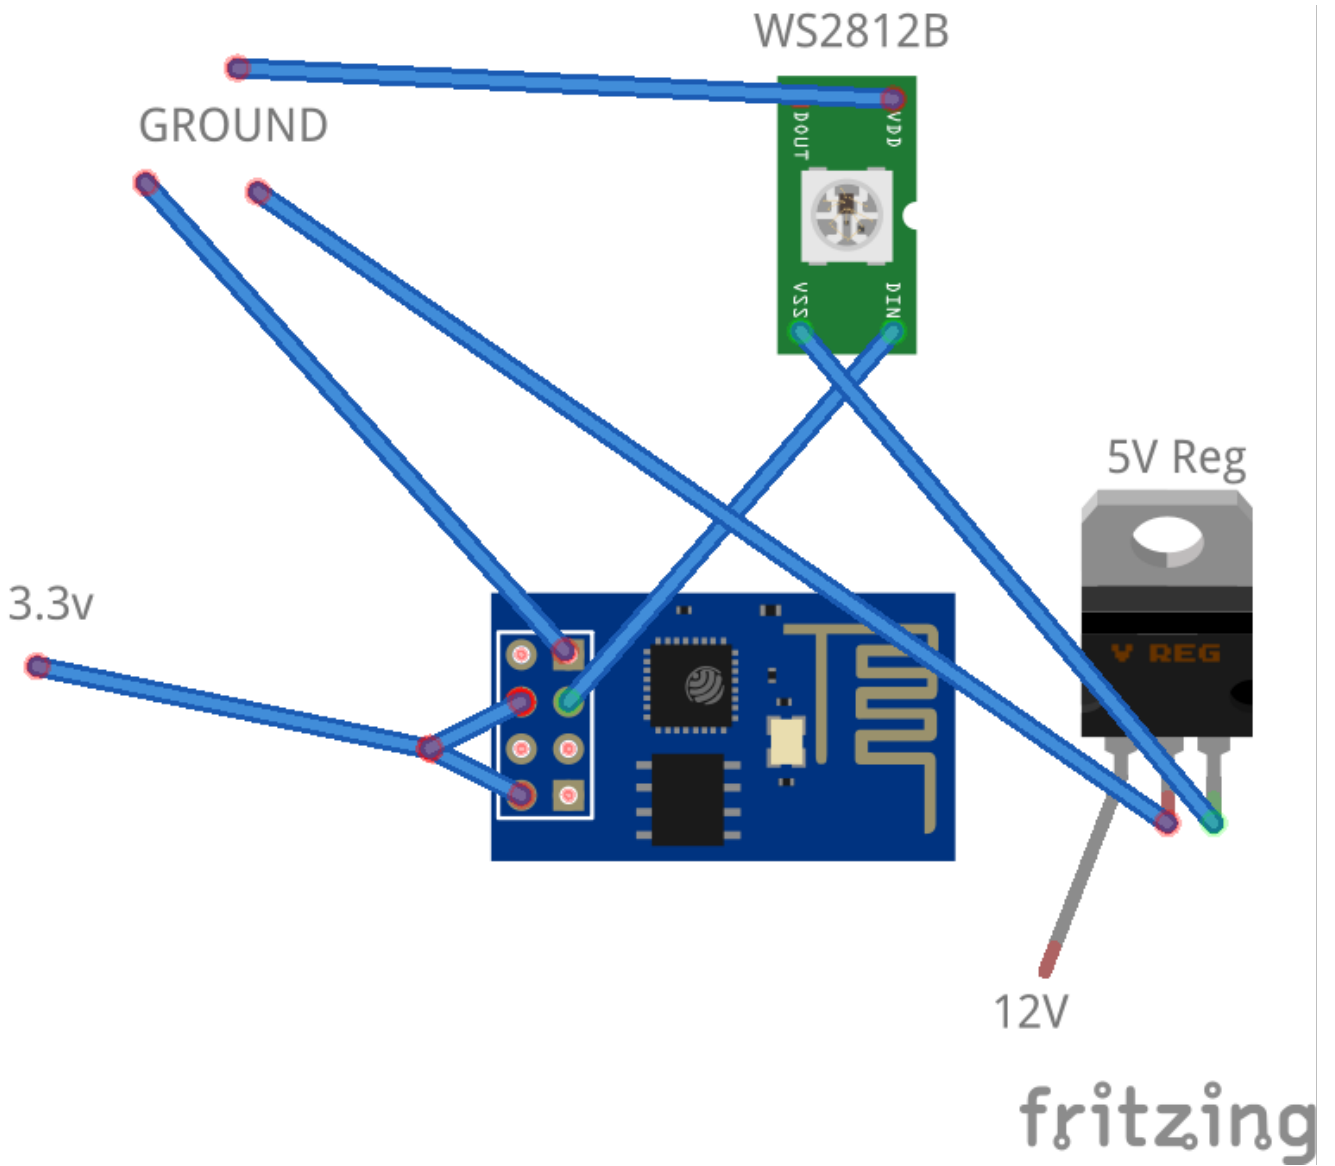 WS2812B
GROUND
DOUT
VDD
VSS
DIN
5V Reg
3.3v
V REG
12V
fritzing